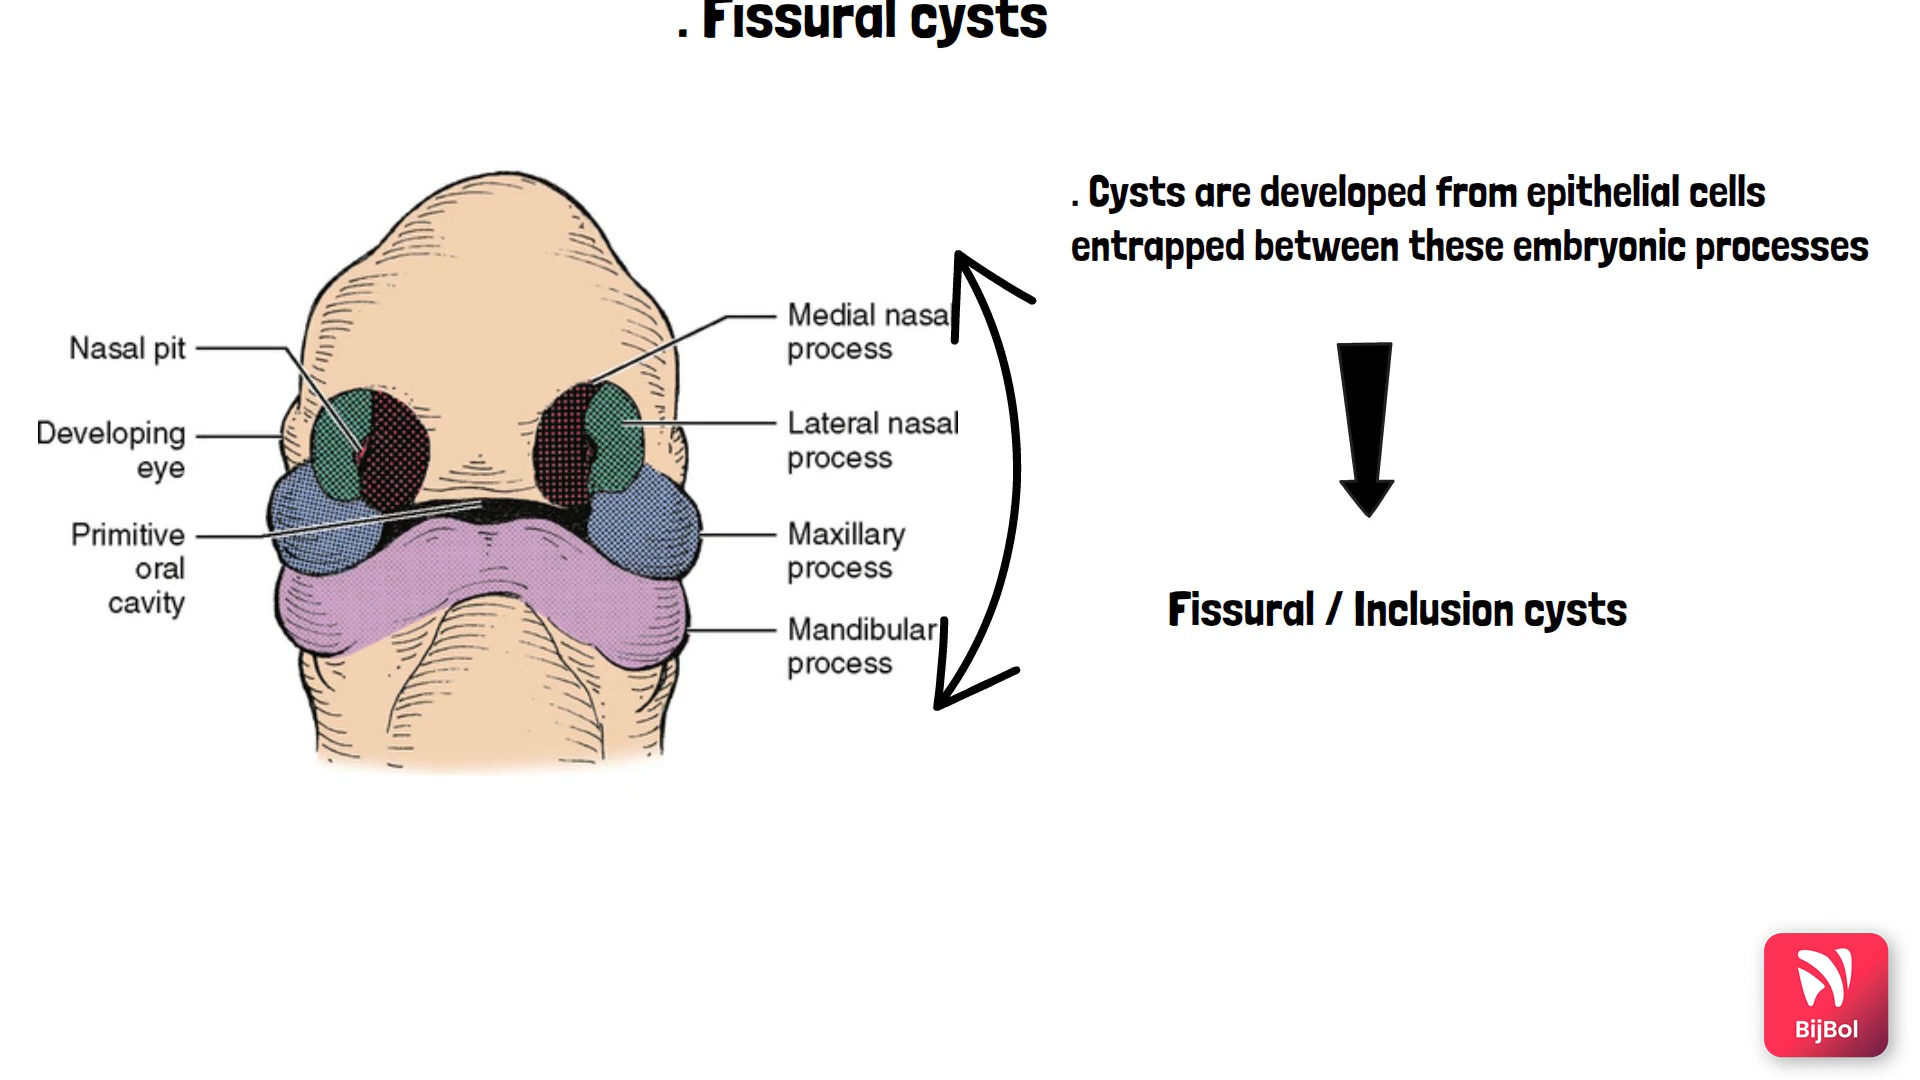 . Fissural cysts
. Cysts are developed from epithelial cells
entrapped between these embryonic processes
Fissural / Inclusion cysts
Nasal pit
Developing
eye
Primitive
oral
cavity
Medial nasal
process
Lateral nasal
process
Maxillary
process
Mandibular
process
BijBol